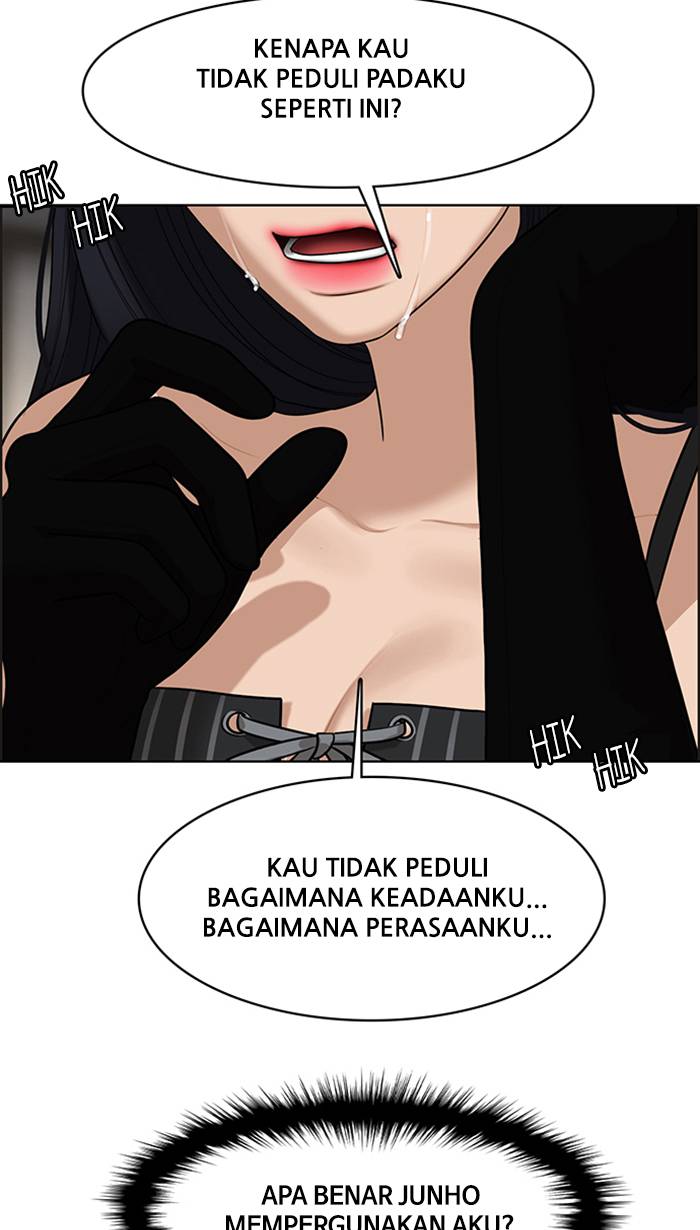 KENAPA KAU
TIDAK PEDULI PADAKU
SEPERTI INI?
HIK
HIK
HIK
HIK
KAU TIDAK PEDULI
BAGAIMANA KEADAANKU...
BAGAIMANA PERASAANKU...
APA BENAR JUNHO
MEMPERGUNAKAN AKU?